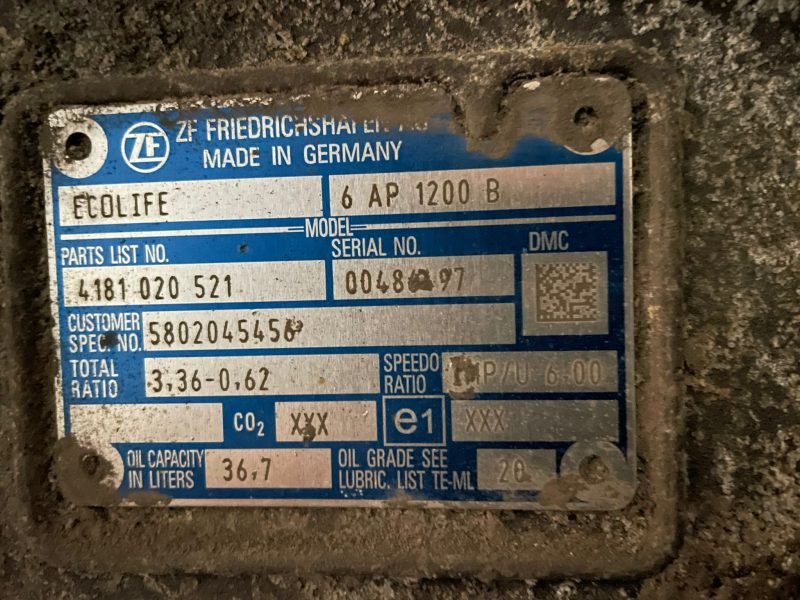 ZF FRIEDRICHSHAFEN AG
MADE IN GERMANY
ECOLIFE 6 AP 1200 B
MODEL
PARTS LIST NO. SERIAL NO. DMC
4181 020 521
CUSTOMER
SPEC. NO. 5802045456
TOTAL
RATIO 3,36-0,62 SPEEDO
RATIO IMP/U 6.00
CO2 XXX e1 XXX
OIL CAPACITY
IN LITERS 36,7 OIL GRADE SEE
LUBRIC. LIST TE-ML 20